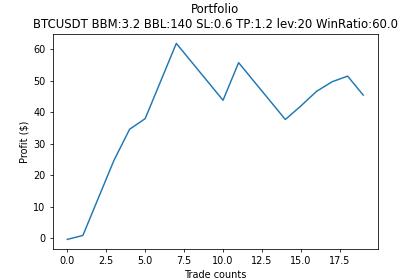 Portfolio
BTCUSDT BBM:3.2 BBL:140 SL:0.6 TP:1.2 lev:20 WinRatio:60.0
60
50
40
30
20
10
0
Profit ($)
0.0 2.5 5.0 7.5 10.0 12.5 15.0 17.5
Trade counts